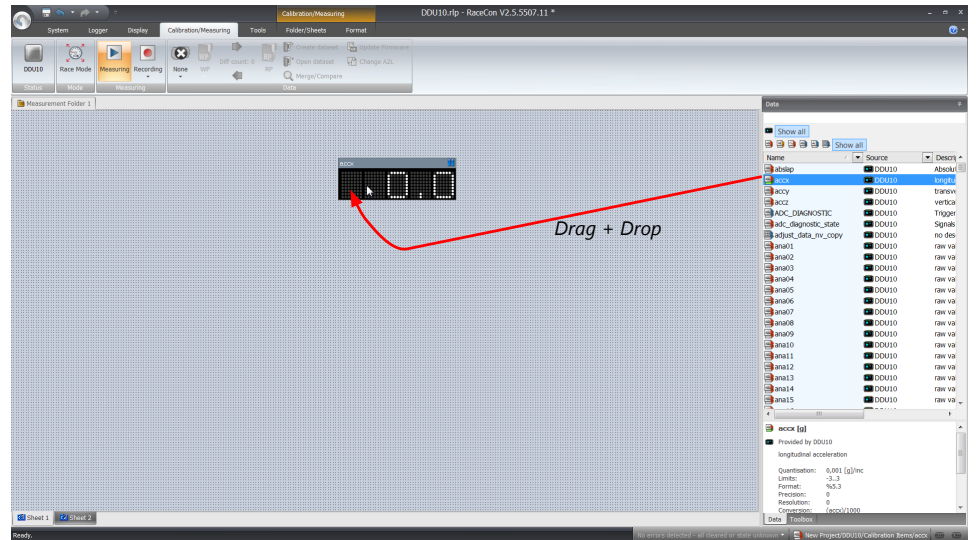 Calibration/Measuring
DDU10.rlp - RaceCon V2.5.5507.11 *
System Logger Display Calibration/Measuring Tools Folder/Sheets Format
DDU10 Race Mode Measuring Recording None WP Diff count: 0 RP
Create dataset Update Firmware
Open dataset Change A2L
Merge/Compare
Status Mode Measuring Data
Measurement Folder 1
Data
Show all
Show all
Name Source Descrip
abslap DDU10 Absolut
accx DDU10 longitu
accy DDU10 transve
accz DDU10 vertica
ADC_DIAGNOSTIC DDU10 Trigger
adc_diagnostic_state DDU10 Signals
adjust_data_nv_copy DDU10 no des
ana01 DDU10 raw va
ana02 DDU10 raw va
ana03 DDU10 raw va
ana04 DDU10 raw va
ana05 DDU10 raw va
ana06 DDU10 raw va
ana07 DDU10 raw va
ana08 DDU10 raw va
ana09 DDU10 raw va
ana10 DDU10 raw va
ana11 DDU10 raw va
ana12 DDU10 raw va
ana13 DDU10 raw va
ana14 DDU10 raw va
ana15 DDU10 raw va
accx
0.0
Drag + Drop
accx [g]
Provided by DDU10
longitudinal acceleration
Quantisation: 0,001 [g]/inc
Limits: -3..3
Format: %5.3
Precision: 0
Resolution: 0
Conversion: (accx)/1000
Sheet 1 Sheet 2
Data Toolbox
Ready.
No errors detected - all cleared or state unknown
New Project/DDU10/Calibration Items/accx